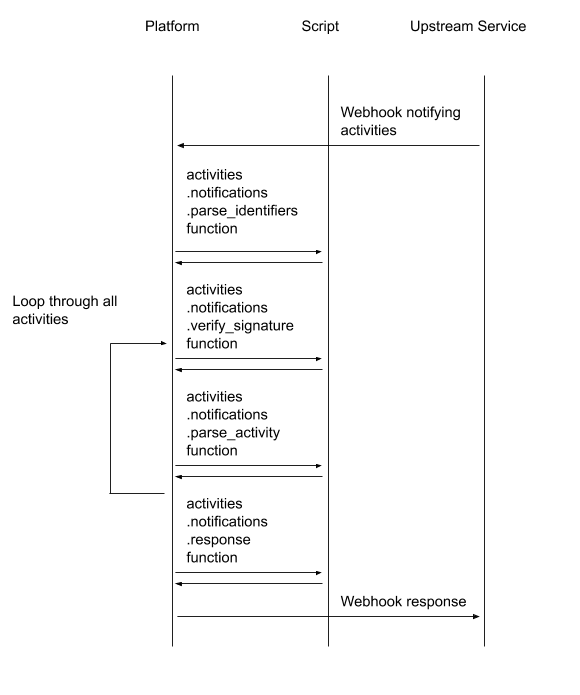 Platform
Script
Upstream Service
Webhook notifying
activities
activities
.notifications
.parse_identifiers
function
activities
.notifications
.verify_signature
function
Loop through all
activities
activities
.notifications
.parse_activity
function
activities
.notifications
.response
function
Webhook response